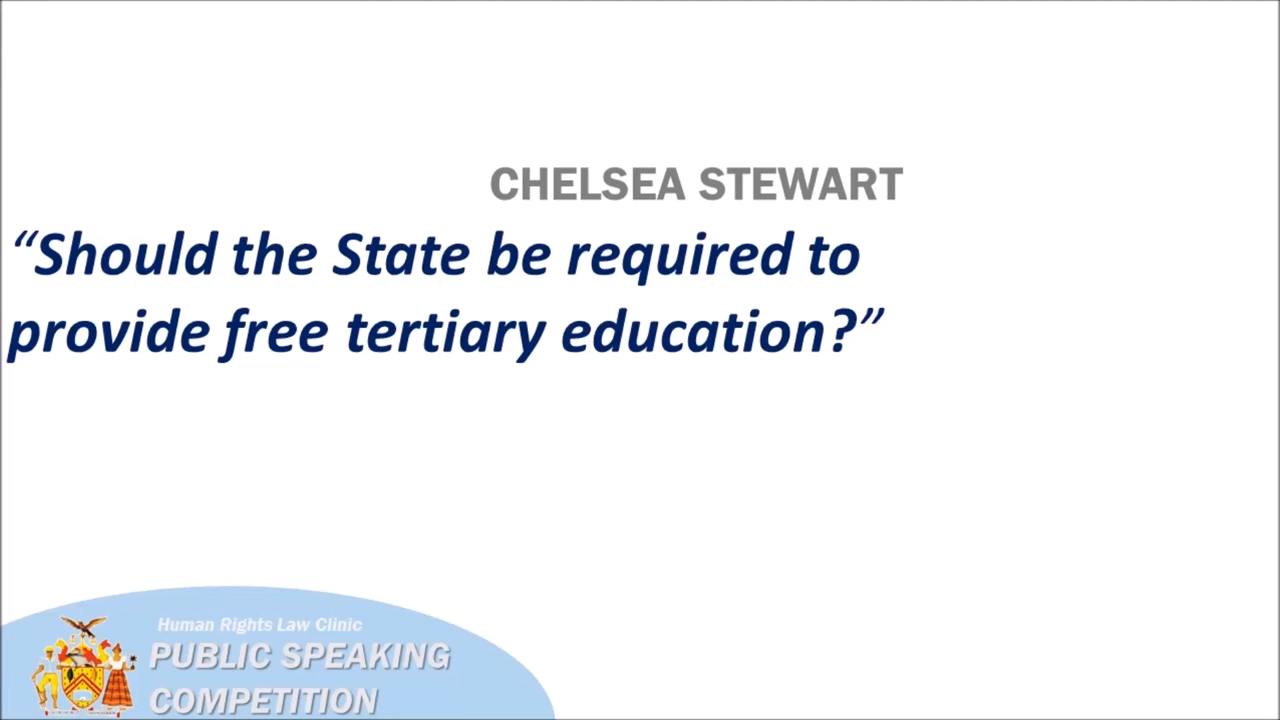 CHELSEA STEWART
“Should the State be required to
provide free tertiary education?”
Human Rights Law Clinic
PUBLIC SPEAKING
COMPETITION